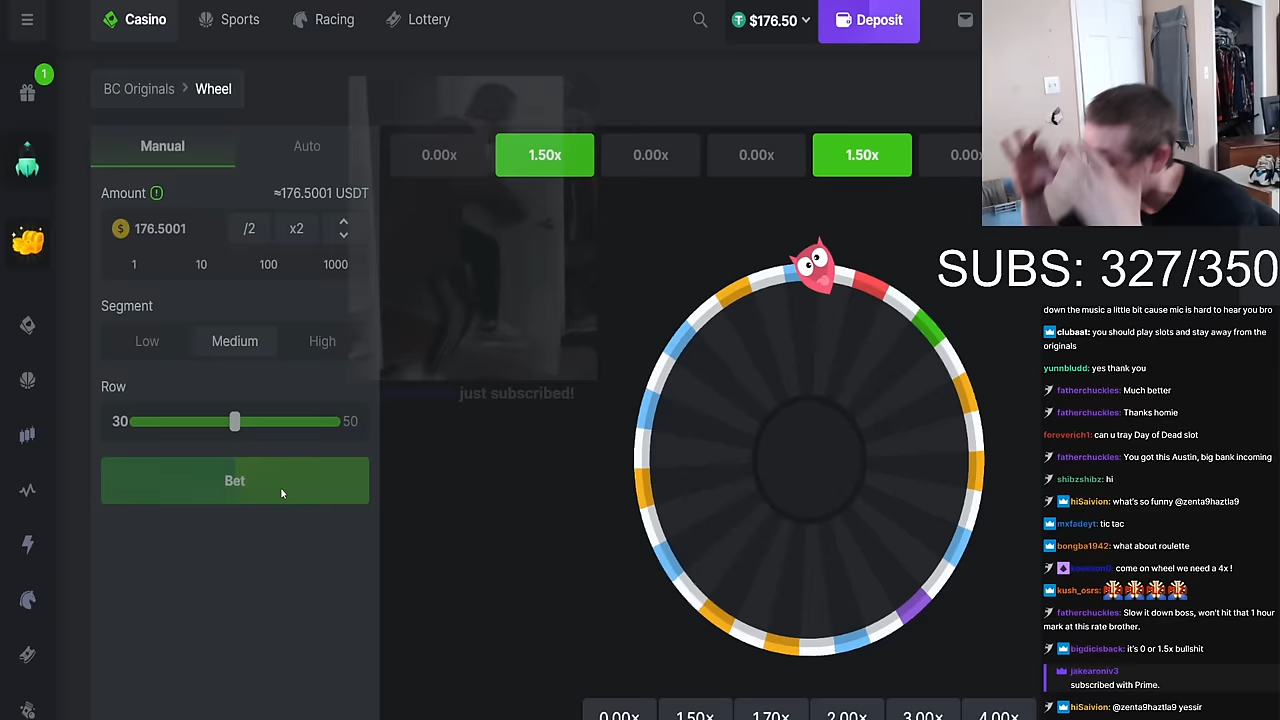 Casino
Sports
Racing
Lottery
$176.50
Deposit
1
BC Originals > Wheel
Manual
Auto
0.00x
1.50x
0.00x
0.00x
1.50x
0.00x
Amount
≈176.5001 USDT
176.5001
/2
x2
1
10
100
1000
Segment
Low
Medium
High
just subscribed!
Row
30
50
Bet
0.00x
1.50x
1.70x
2.00x
3.00x
4.00x
SUBS: 327/350
down the music a little bit cause mic is hard to hear you bro
clubaat: you should play slots and stay away from the
originals
yunnbludd: yes thank you
fatherchuckles: Much better
fatherchuckles: Thanks homie
foreverich1: can u tray Day of Dead slot
fatherchuckles: You got this Austin, big bank incoming
shibzshibz: hi
hiSaivion: what's so funny @zenta9haztla9
mxfadeyt: tic tac
bongba1942: what about roulette
come on wheel we need a 4x !
kush_osrs:
fatherchuckles: Slow it down boss, won't hit that 1 hour
mark at this rate brother.
bigdicisback: it's 0 or 1.5x bullshit
jakearoniv3
subscribed with Prime.
hiSaivion: @zenta9haztla9 yessir